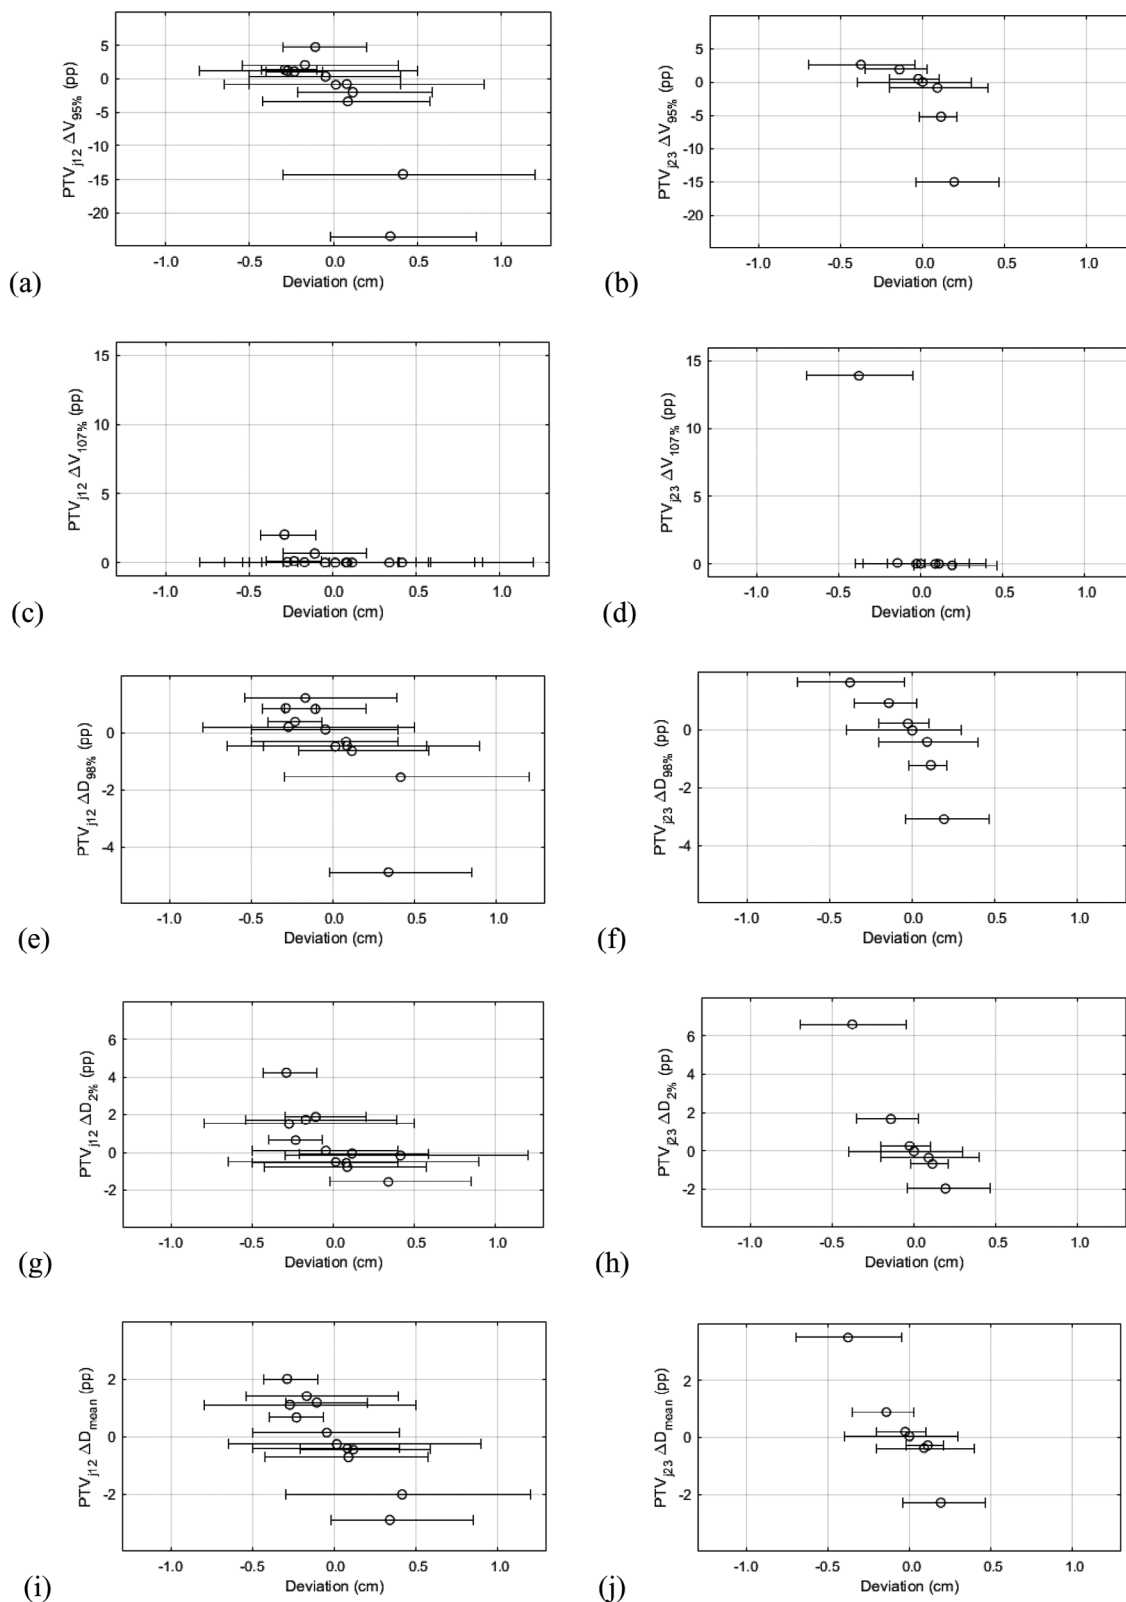 5
0
-5
-10
-15
-20
PTVj12 ΔV95% (pp)
-1.0 -0.5 0.0 0.5 1.0
Deviation (cm)
(a)
5
0
-5
-10
-15
-20
PTVj23 ΔV95% (pp)
-1.0 -0.5 0.0 0.5 1.0
Deviation (cm)
(b)
15
10
5
0
PTVj12 ΔV107% (pp)
-1.0 -0.5 0.0 0.5 1.0
Deviation (cm)
(c)
15
10
5
0
PTVj23 ΔV107% (pp)
-1.0 -0.5 0.0 0.5 1.0
Deviation (cm)
(d)
0
-2
-4
PTVj12 ΔD98% (pp)
-1.0 -0.5 0.0 0.5 1.0
Deviation (cm)
(e)
0
-2
-4
PTVj23 ΔD98% (pp)
-1.0 -0.5 0.0 0.5 1.0
Deviation (cm)
(f)
6
4
2
0
-2
PTVj12 ΔD2% (pp)
-1.0 -0.5 0.0 0.5 1.0
Deviation (cm)
(g)
6
4
2
0
-2
PTVj23 ΔD2% (pp)
-1.0 -0.5 0.0 0.5 1.0
Deviation (cm)
(h)
2
0
-2
PTVj12 ΔDmean (pp)
-1.0 -0.5 0.0 0.5 1.0
Deviation (cm)
(i)
2
0
-2
PTVj23 ΔDmean (pp)
-1.0 -0.5 0.0 0.5 1.0
Deviation (cm)
(j)